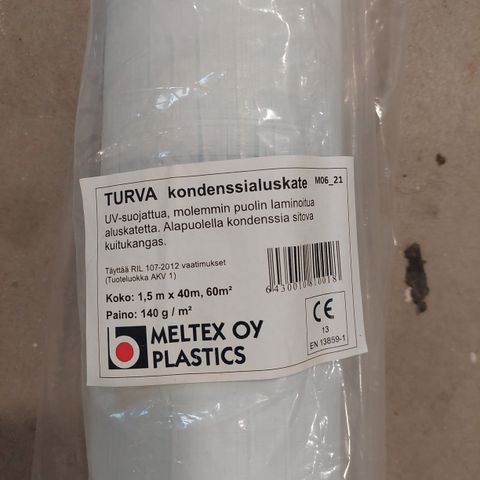 TURVA kondenssialuskate M06_21
UV-suojattua, molemmin puolin laminoitua
aluskatetta. Alapuolella kondenssia sitova
kuitukangas.
Täyttää RIL 107-2012 vaatimukset
(Tuoteluokka AKV 1)
Koko: 1,5 m x 40m, 60m²
Paino: 140 g / m²
6430010810018
CE
13
EN 13859-1
MELTEX OY
PLASTICS